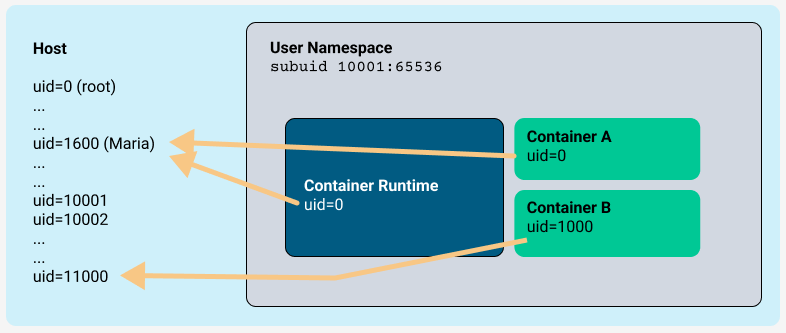 Host
uid=0 (root)
...
...
uid=1600 (Maria)
...
...
uid=10001
uid=10002
...
...
uid=11000
User Namespace
subuid 10001:65536
Container Runtime
uid=0
Container A
uid=0
Container B
uid=1000